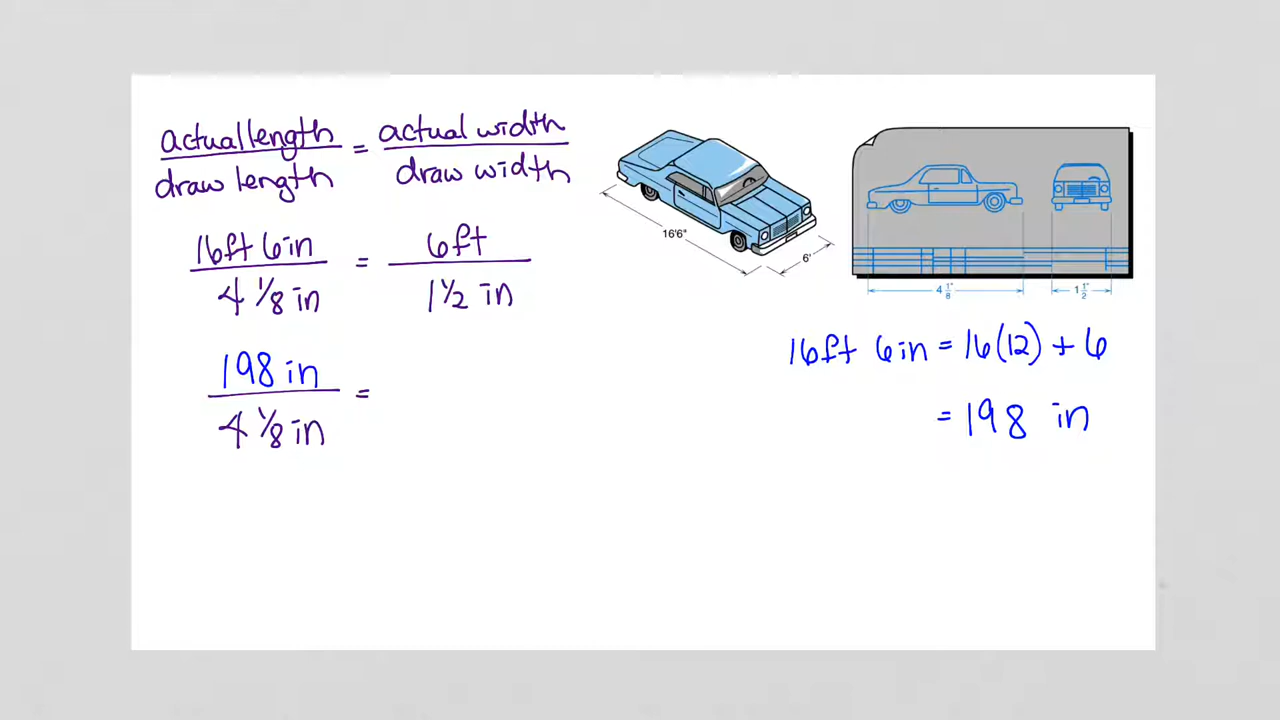 actual length = actual width
draw length draw width
16ft 6in = 6ft
4 1/8 in 1 1/2 in
198 in =
4 1/8 in
16'6"
6'
4 1/8"
1 1/2"
16ft 6in = 16(12) + 6
= 198 in